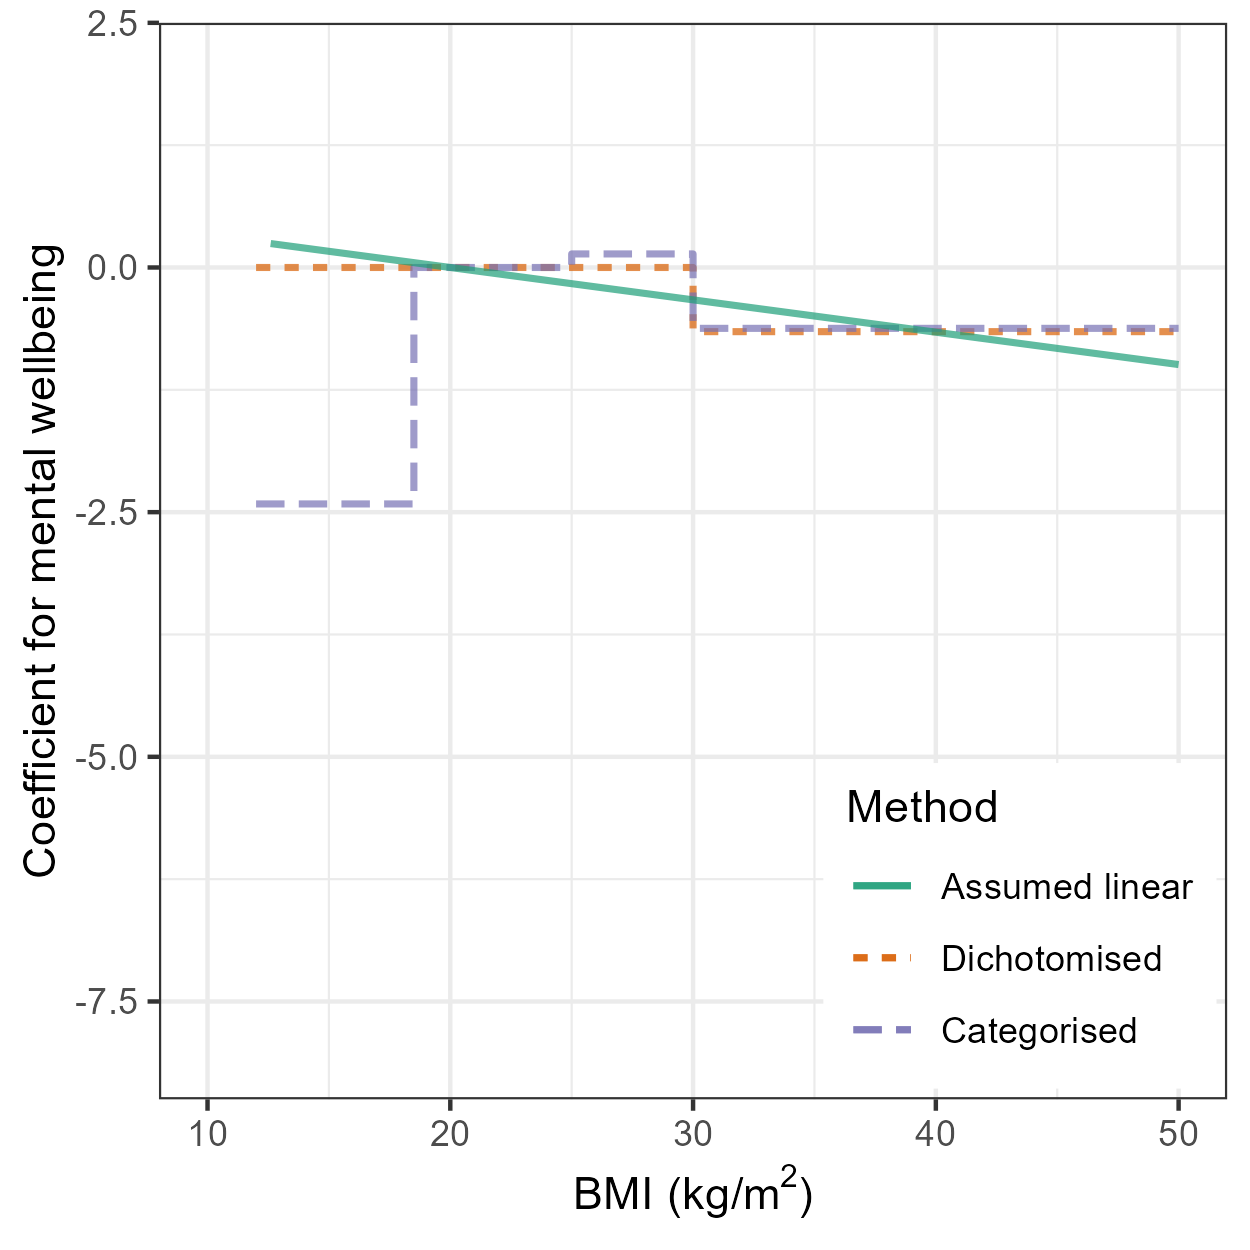 2.5
0.0
-2.5
-5.0
-7.5
Coefficient for mental wellbeing
Method
Assumed linear
Dichotomised
Categorised
10 20 30 40 50
BMI (kg/m²)